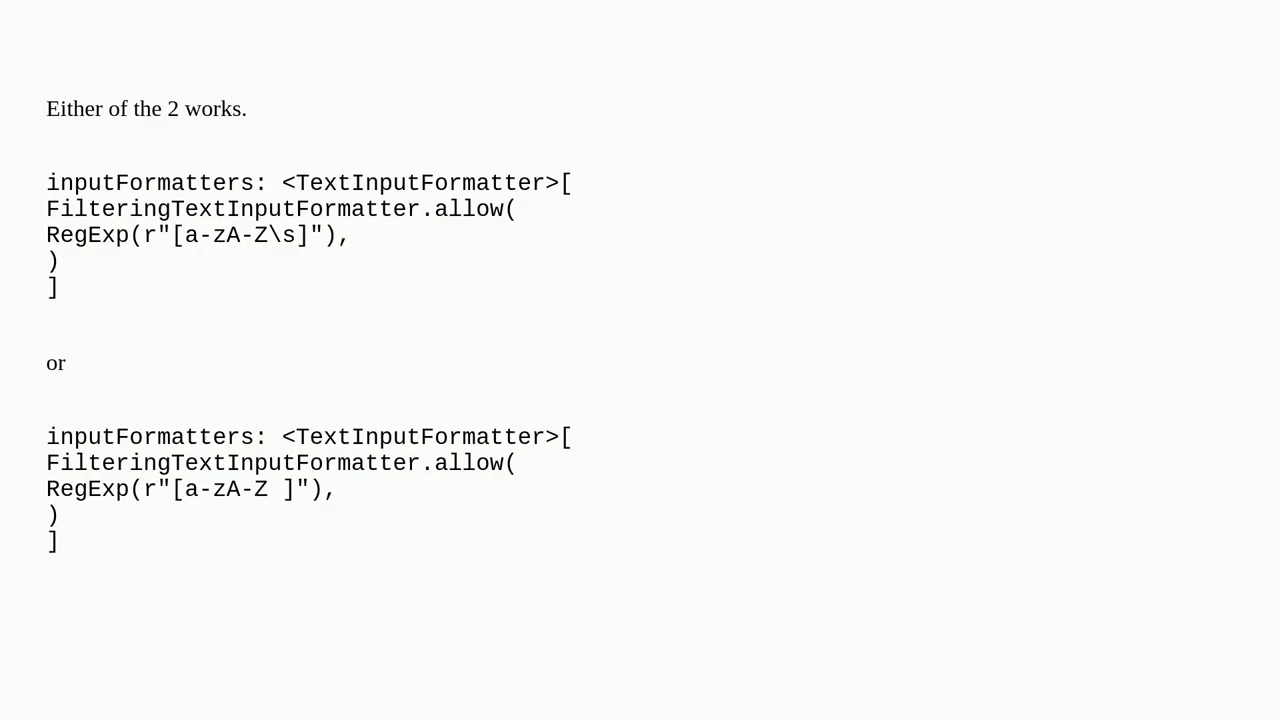 Either of the 2 works.
inputFormatters: <TextInputFormatter>[
FilteringTextInputFormatter.allow(
RegExp(r"[a-zA-Z\s]"),
)
]
or
inputFormatters: <TextInputFormatter>[
FilteringTextInputFormatter.allow(
RegExp(r"[a-zA-Z ]"),
)
]